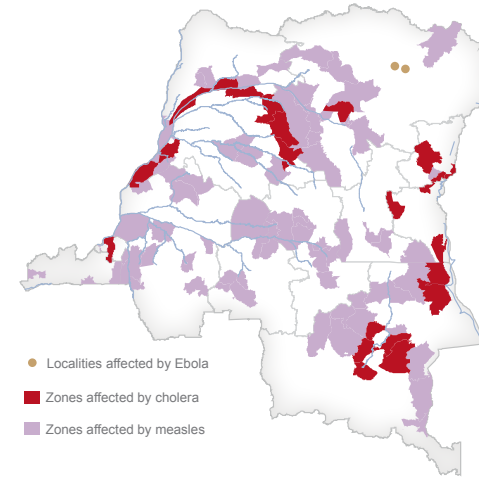 Localities affected by Ebola
Zones affected by cholera
Zones affected by measles